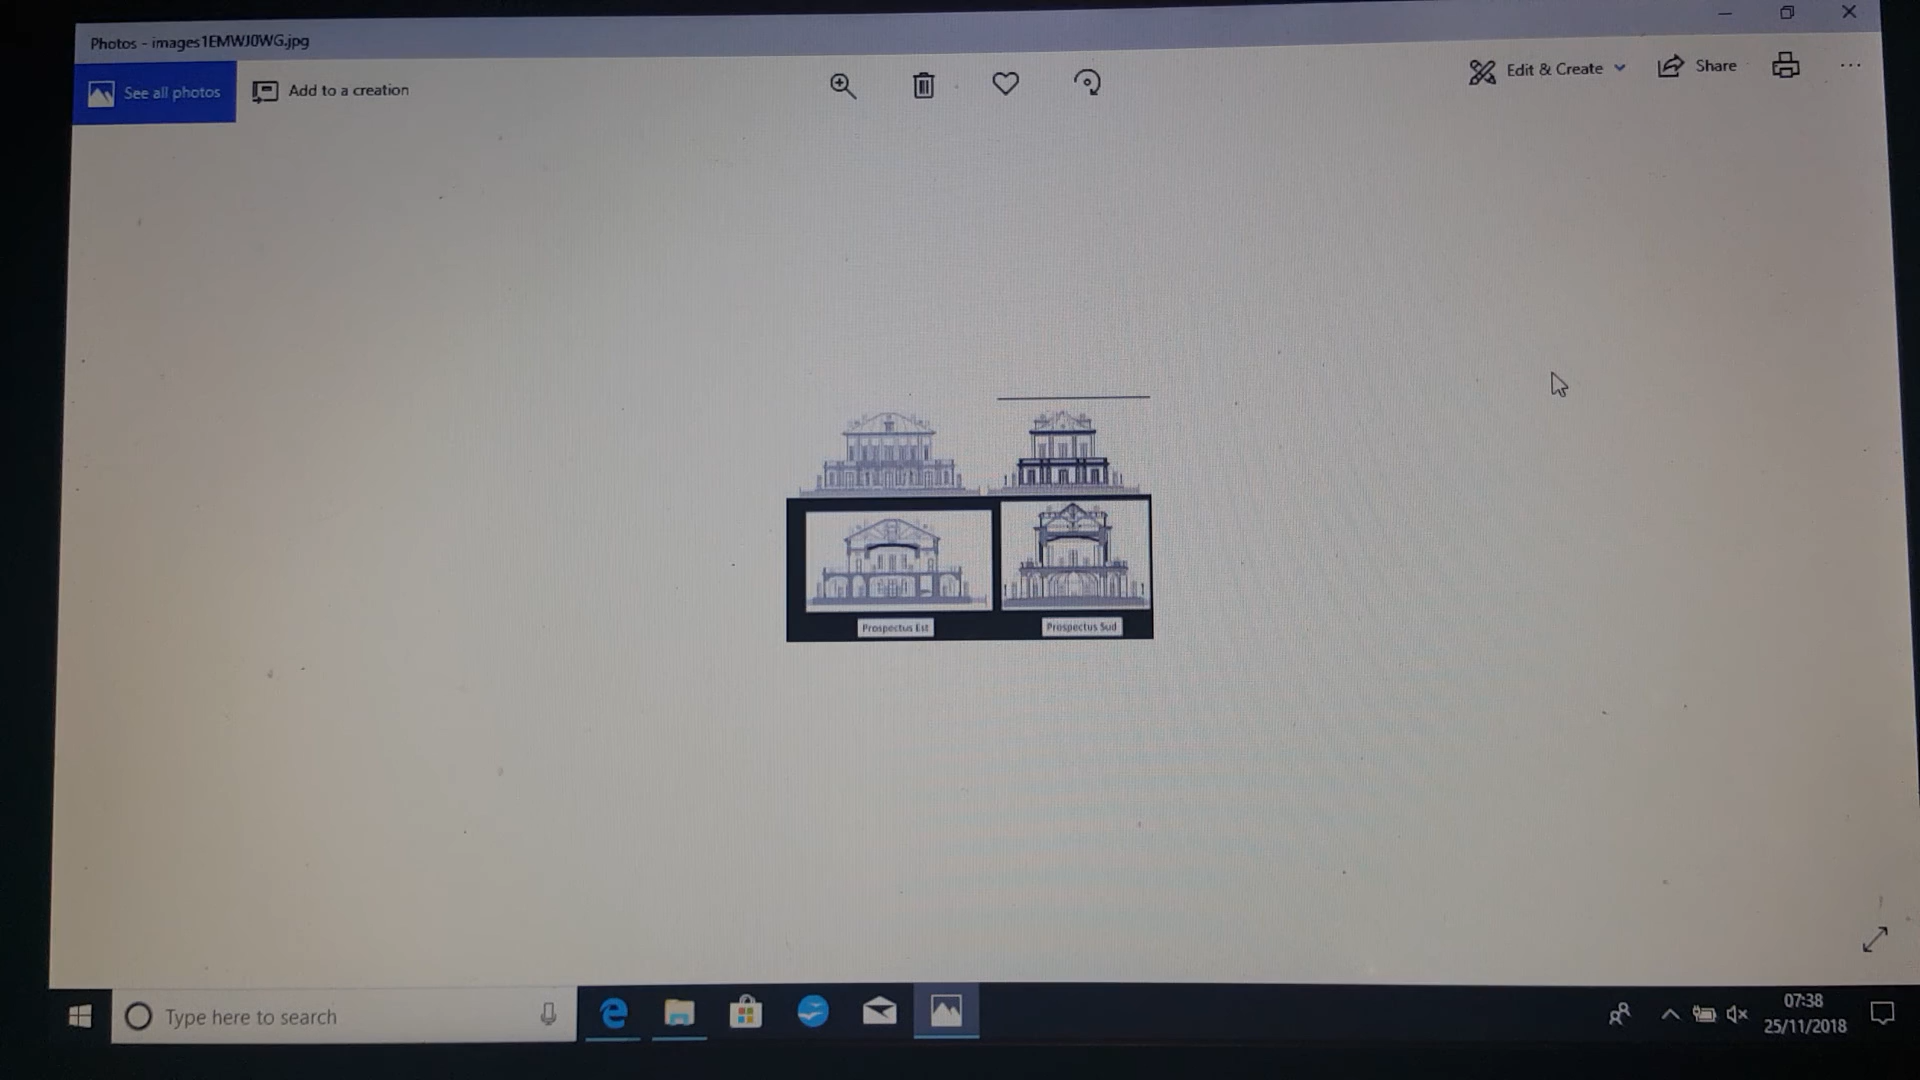 Photos - images1EMWJ0WG.jpg
See all photos
Add to a creation
Edit & Create
Share
Prospectus Est
Prospectus Sud
Type here to search
07:38
25/11/2018